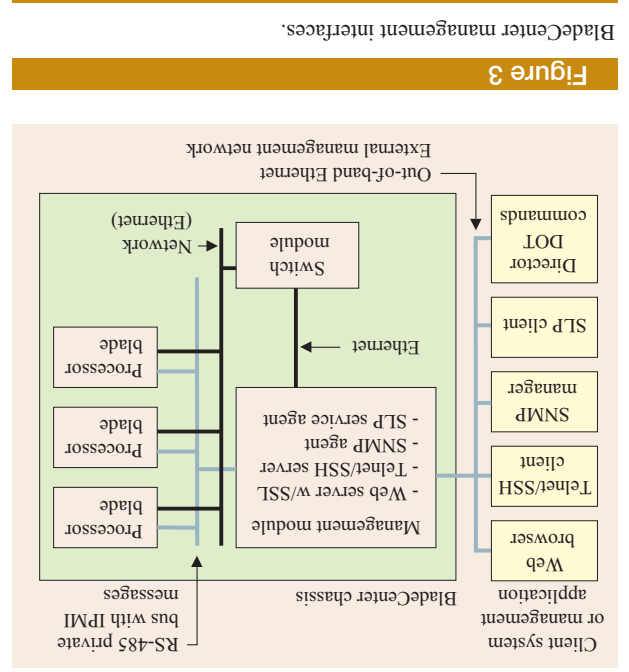 Client system
or management
application
Web
browser
Telnet/SSH
client
SNMP
manager
SLP client
Director
DOT
commands
BladeCenter chassis
RS-485 private
bus with IPMI
messages
Management module
- Web server w/SSL
- Telnet/SSH server
- SNMP agent
- SLP service agent
Processor
blade
Processor
blade
Processor
blade
Ethernet
Switch
module
Network
(Ethernet)
Out-of-band Ethernet
External management network
Figure 3
BladeCenter management interfaces.